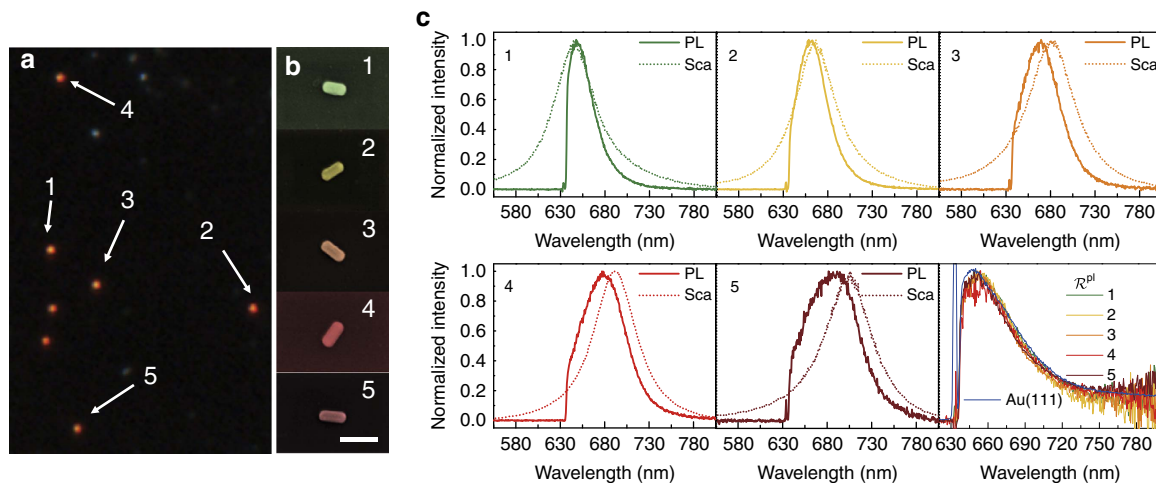 a
4
1
3
2
5
b
1
2
3
4
5
c
Normalized intensity
1.0
0.8
0.6
0.4
0.2
0.0
1
PL
Sca
2
PL
Sca
3
PL
Sca
580 630 680 730 780
580 630 680 730 780
580 630 680 730 780
Wavelength (nm)
Wavelength (nm)
Wavelength (nm)
Normalized intensity
1.0
0.8
0.6
0.4
0.2
0.0
4
PL
Sca
5
PL
Sca
ℛpl
1
2
3
4
5
Au(111)
580 630 680 730 780
580 630 680 730 780
630 660 690 720 750 780
Wavelength (nm)
Wavelength (nm)
Wavelength (nm)